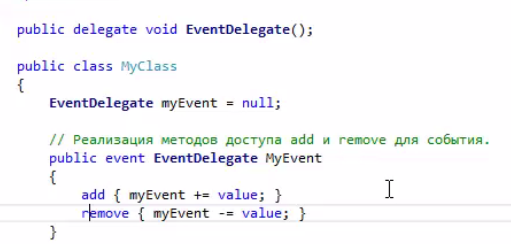 public delegate void EventDelegate();
public class MyClass
{
EventDelegate myEvent = null;
// Реализация методов доступа add и remove для события.
public event EventDelegate MyEvent
{
add { myEvent += value; }
remove { myEvent -= value; }
}